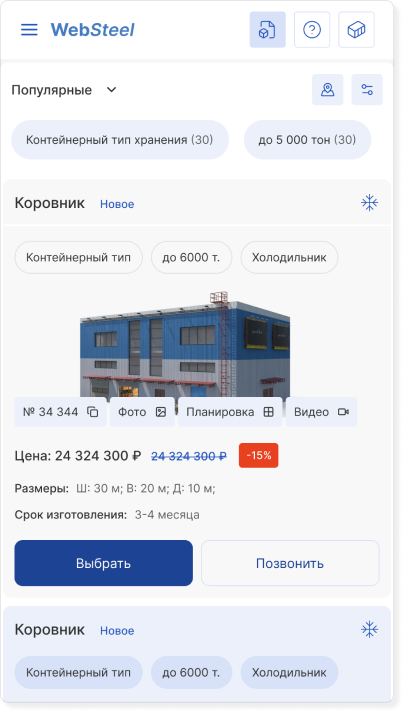 WebSteel
Популярные
Контейнерный тип хранения (30)
до 5 000 тон (30)
Коровник Новое
Контейнерный тип
до 6000 т.
Холодильник
№ 34 344
Фото
Планировка
Видео
Цена: 24 324 300 ₽ 24 324 300 ₽ -15%
Размеры: Ш: 30 м; В: 20 м; Д: 10 м;
Срок изготовления: 3-4 месяца
Выбрать
Позвонить
Коровник Новое
Контейнерный тип
до 6000 т.
Холодильник